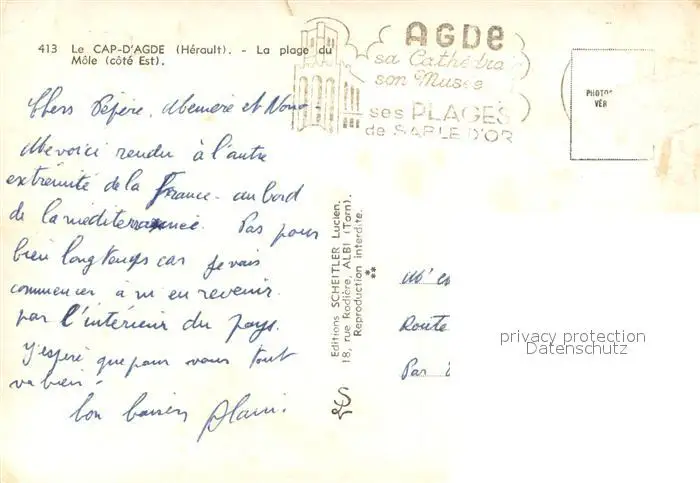 413 Le CAP-D'AGDE (Hérault). - La plage du
Môle (côté Est).
AGDE
sa Cathédra
son Musée
ses PLAGES
de SABLE D'OR
PHOTO
VÉR
Chers Pépère, Mémère et Nono
Me voici rendu à l'autre
extrémité de la France - au bord
de la méditerrannée. Pas pour
bien longtemps car je vais
commencer à m'en revenir
par l'intérieur du pays.
J'espère que pour vous tout
va bien!
bon baisers Alain.
Editions SCHEITLER Lucien.
18, rue Rodière, ALBI (Tarn).
Reproduction interdite.
M'
Route
Par
privacy protection
Datenschutz